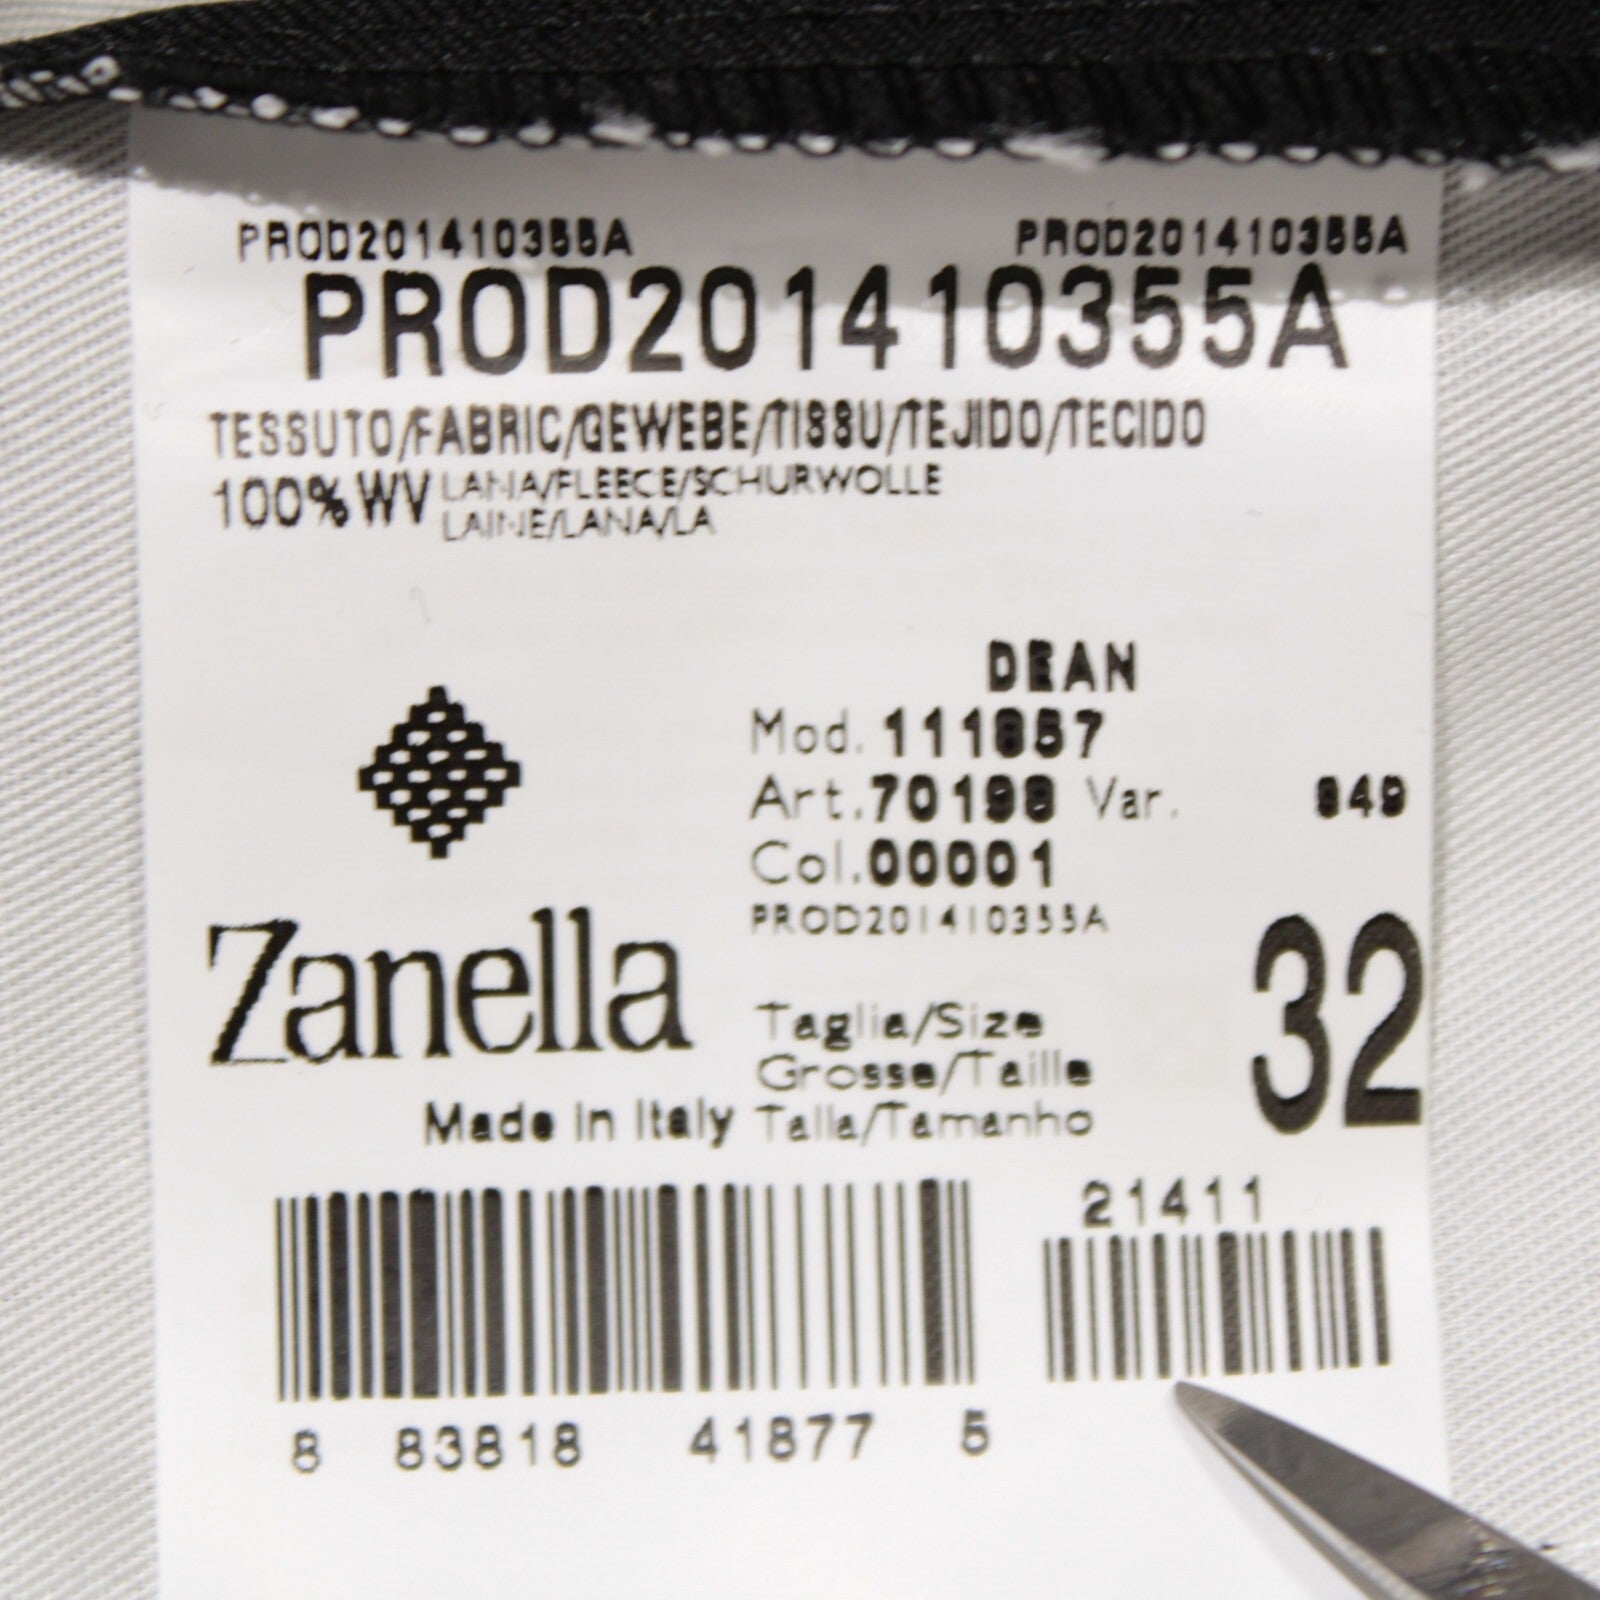 PROD201410355A PROD201410355A
PROD201410355A
TESSUTO/FABRIC/GEWEBE/TISSU/TEJIDO/TECIDO
100% WV LANA/FLEECE/SCHURWOLLE
LAINE/LANA/LA
DEAN
Mod. 111857
Art. 70198 Var. 849
Col. 00001
PROD201410355A
Zanella
Made In Italy
Taglia/Size
Grosse/Taille
Talla/Tamanho
32
21411
8 83818 41877 5